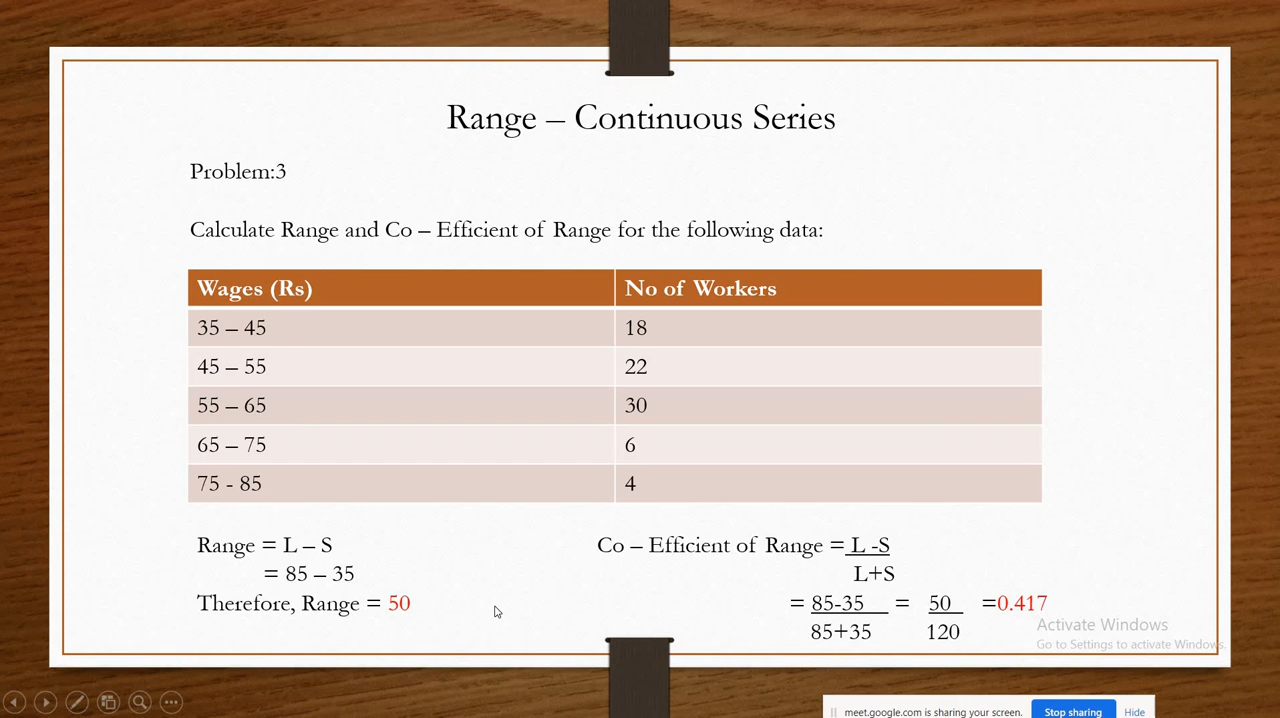 Range – Continuous Series
Problem:3
Calculate Range and Co – Efficient of Range for the following data:
Wages (Rs) No of Workers
35 – 45 18
45 – 55 22
55 – 65 30
65 – 75 6
75 - 85 4
Range = L – S
= 85 – 35
Therefore, Range = 50
Co – Efficient of Range = L -S
L+S
= 85-35 = 50 =0.417
85+35 120
Activate Windows
Go to Settings to activate Windows.
meet.google.com is sharing your screen. Stop sharing Hide